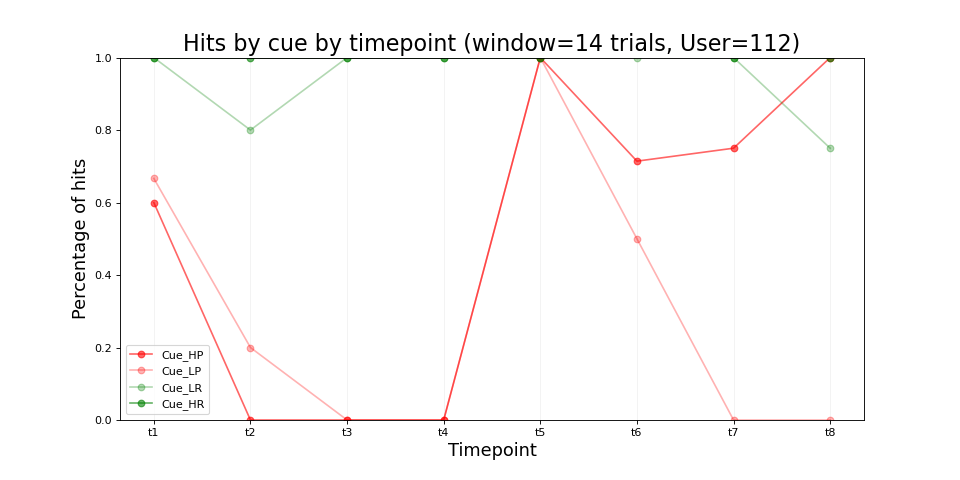 Hits by cue by timepoint (window=14 trials, User=112)
Percentage of hits
1.0
0.8
0.6
0.4
0.2
0.0
Cue_HP
Cue_LP
Cue_LR
Cue_HR
t1 t2 t3 t4 t5 t6 t7 t8
Timepoint